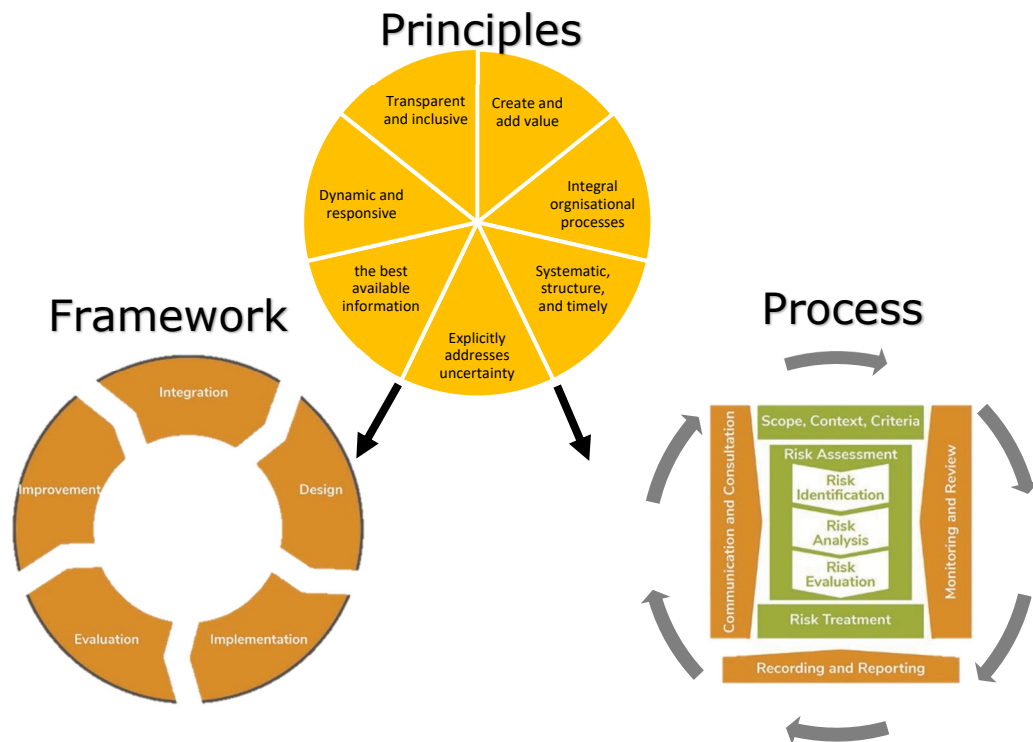 Principles
Transparent
and inclusive
Create and
add value
Dynamic and
responsive
Integral
orgnisational
processes
the best
available
information
Systematic,
structure,
and timely
Explicitly
addresses
uncertainty
Framework
Integration
Improvement
Design
Evaluation
Implementation
Process
Communication and Consultation
Scope, Context, Criteria
Risk Assessment
Risk
Identification
Risk
Analysis
Risk
Evaluation
Risk Treatment
Monitoring and Review
Recording and Reporting